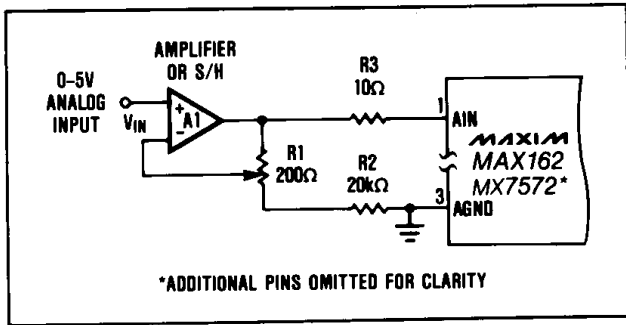 AMPLIFIER
OR S/H
0–5V
ANALOG
INPUT
VIN
+
−
A1
R1
200Ω
R3
10Ω
R2
20kΩ
1
AIN
MAXIM
MAX162
MX7572*
3
AGND
*ADDITIONAL PINS OMITTED FOR CLARITY